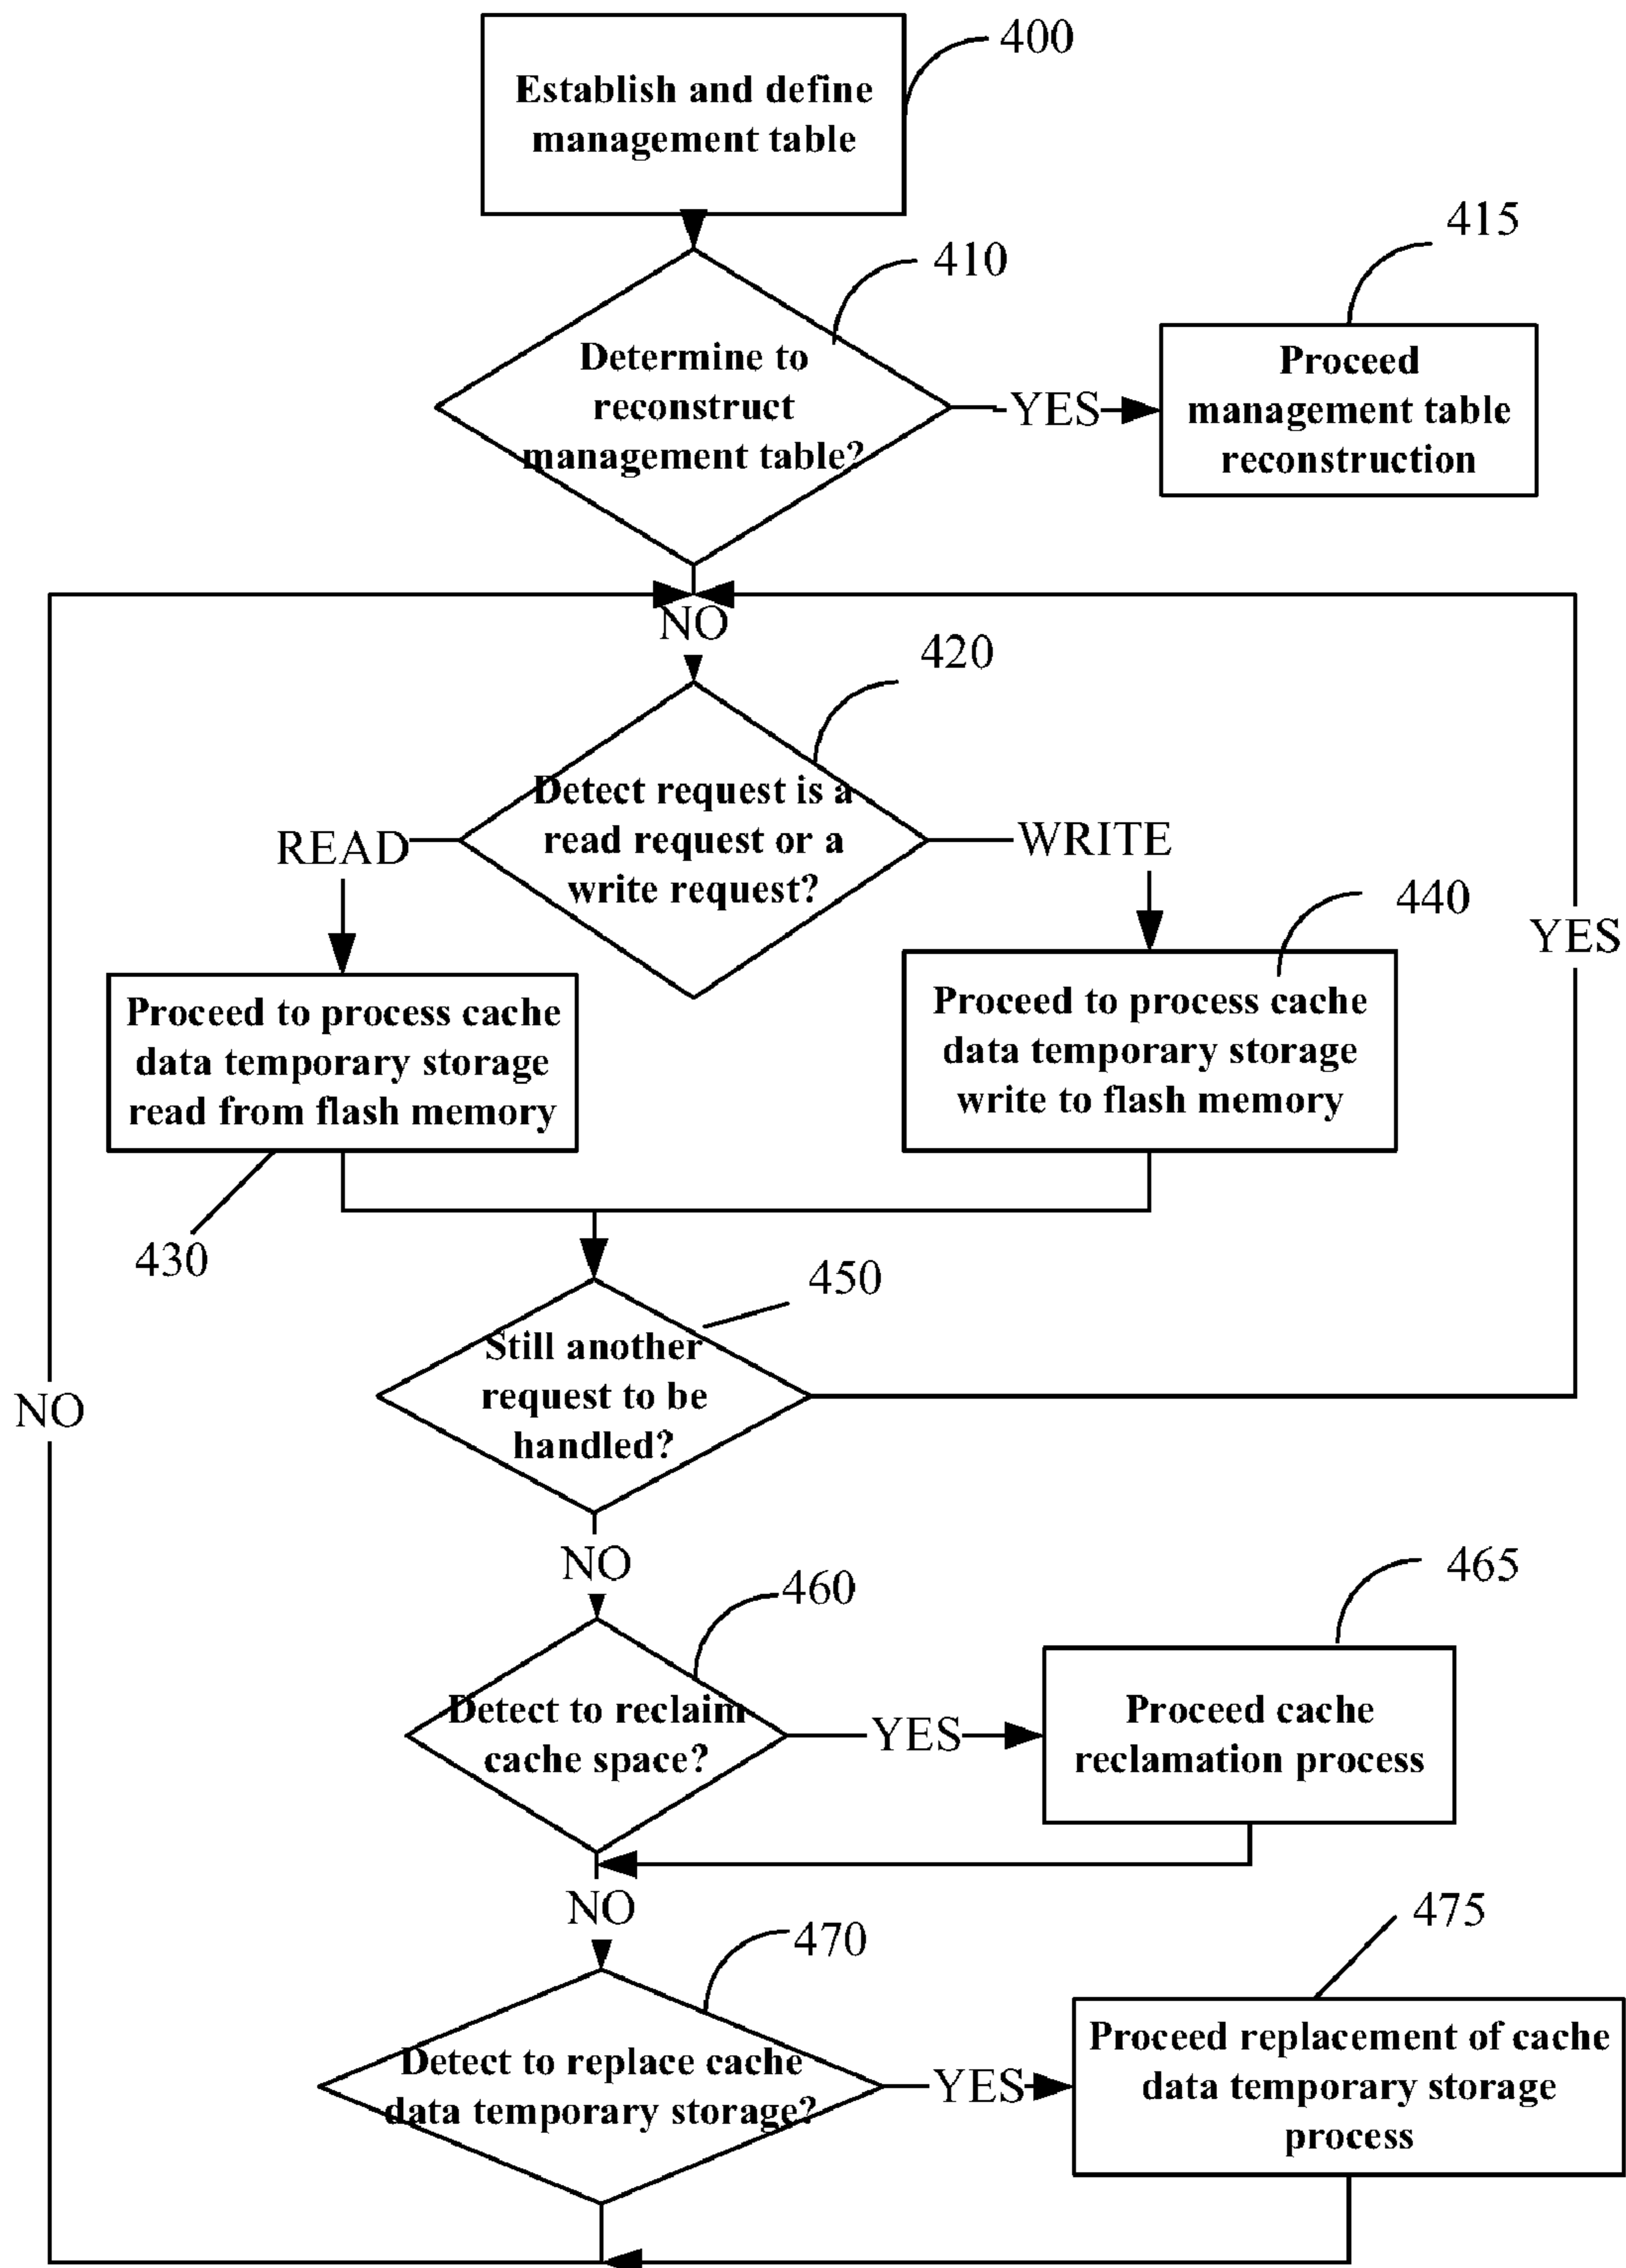 Establish and define
management table
400
410
415
Determine to
reconstruct
management table?
YES
Proceed
management table
reconstruction
NO
420
Detect request is a
read request or a
write request?
READ
WRITE
440
YES
Proceed to process cache
data temporary storage
read from flash memory
Proceed to process cache
data temporary storage
write to flash memory
430
450
Still another
request to be
handled?
NO
NO
460
465
Detect to reclaim
cache space?
YES
Proceed cache
reclamation process
NO
470
475
Detect to replace cache
data temporary storage?
YES
Proceed replacement of cache
data temporary storage
process